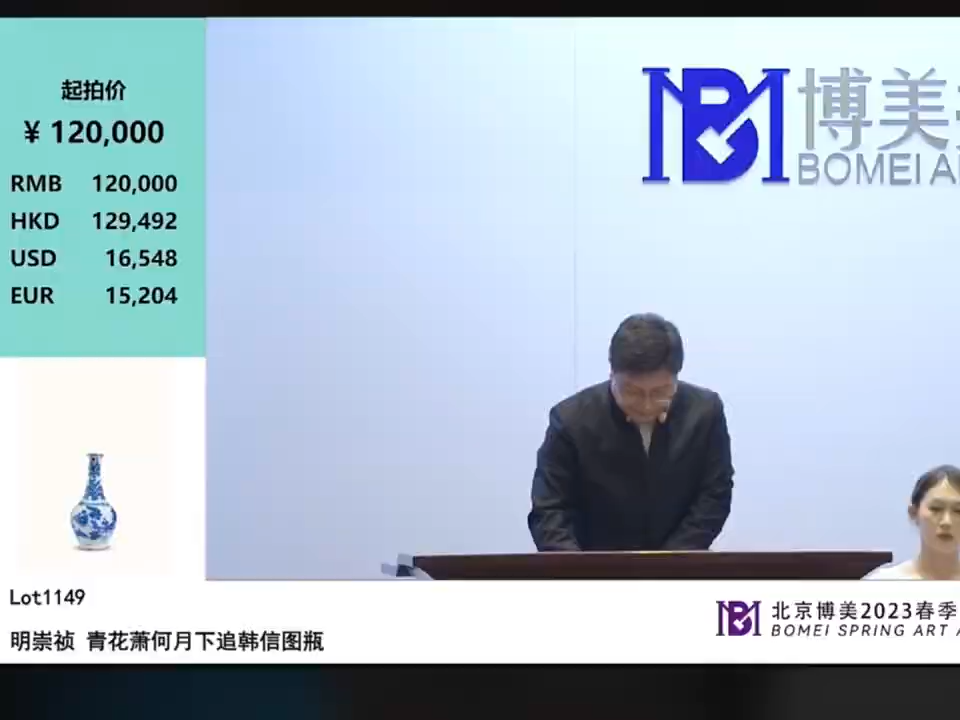 起拍价
¥ 120,000
RMB 120,000
HKD 129,492
USD 16,548
EUR 15,204
博美
BOMEI
Lot1149
明崇祯 青花萧何月下追韩信图瓶
北京博美2023春季
BOMEI SPRING ART